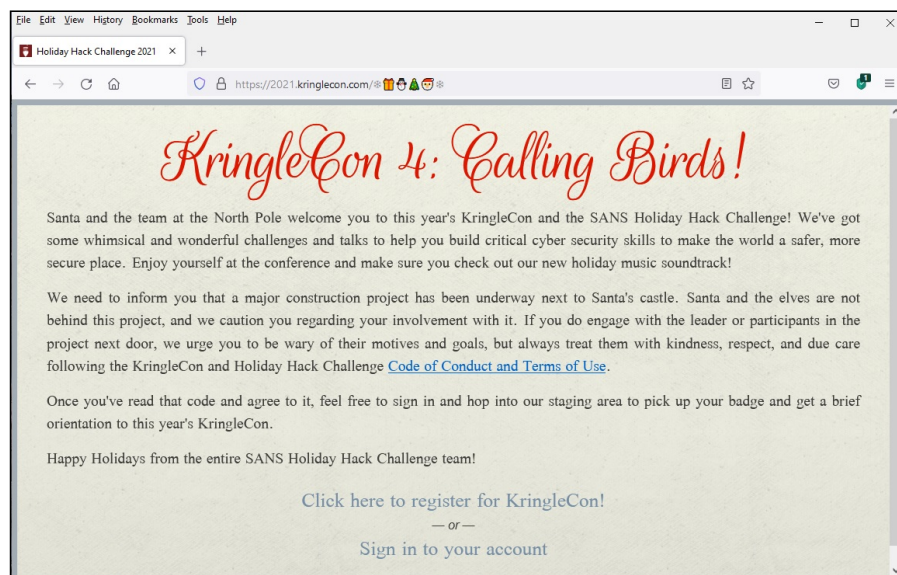 File Edit View History Bookmarks Tools Help
Holiday Hack Challenge 2021
https://2021.kringlecon.com/❄🎁⛄🎄🎅❄
1
KringleCon 4: Calling Birds!
Santa and the team at the North Pole welcome you to this year's KringleCon and the SANS Holiday Hack Challenge! We've got
some whimsical and wonderful challenges and talks to help you build critical cyber security skills to make the world a safer, more
secure place. Enjoy yourself at the conference and make sure you check out our new holiday music soundtrack!
We need to inform you that a major construction project has been underway next to Santa's castle. Santa and the elves are not
behind this project, and we caution you regarding your involvement with it. If you do engage with the leader or participants in the
project next door, we urge you to be wary of their motives and goals, but always treat them with kindness, respect, and due care
following the KringleCon and Holiday Hack Challenge Code of Conduct and Terms of Use.
Once you've read that code and agree to it, feel free to sign in and hop into our staging area to pick up your badge and get a brief
orientation to this year's KringleCon.
Happy Holidays from the entire SANS Holiday Hack Challenge team!
Click here to register for KringleCon!
— or —
Sign in to your account